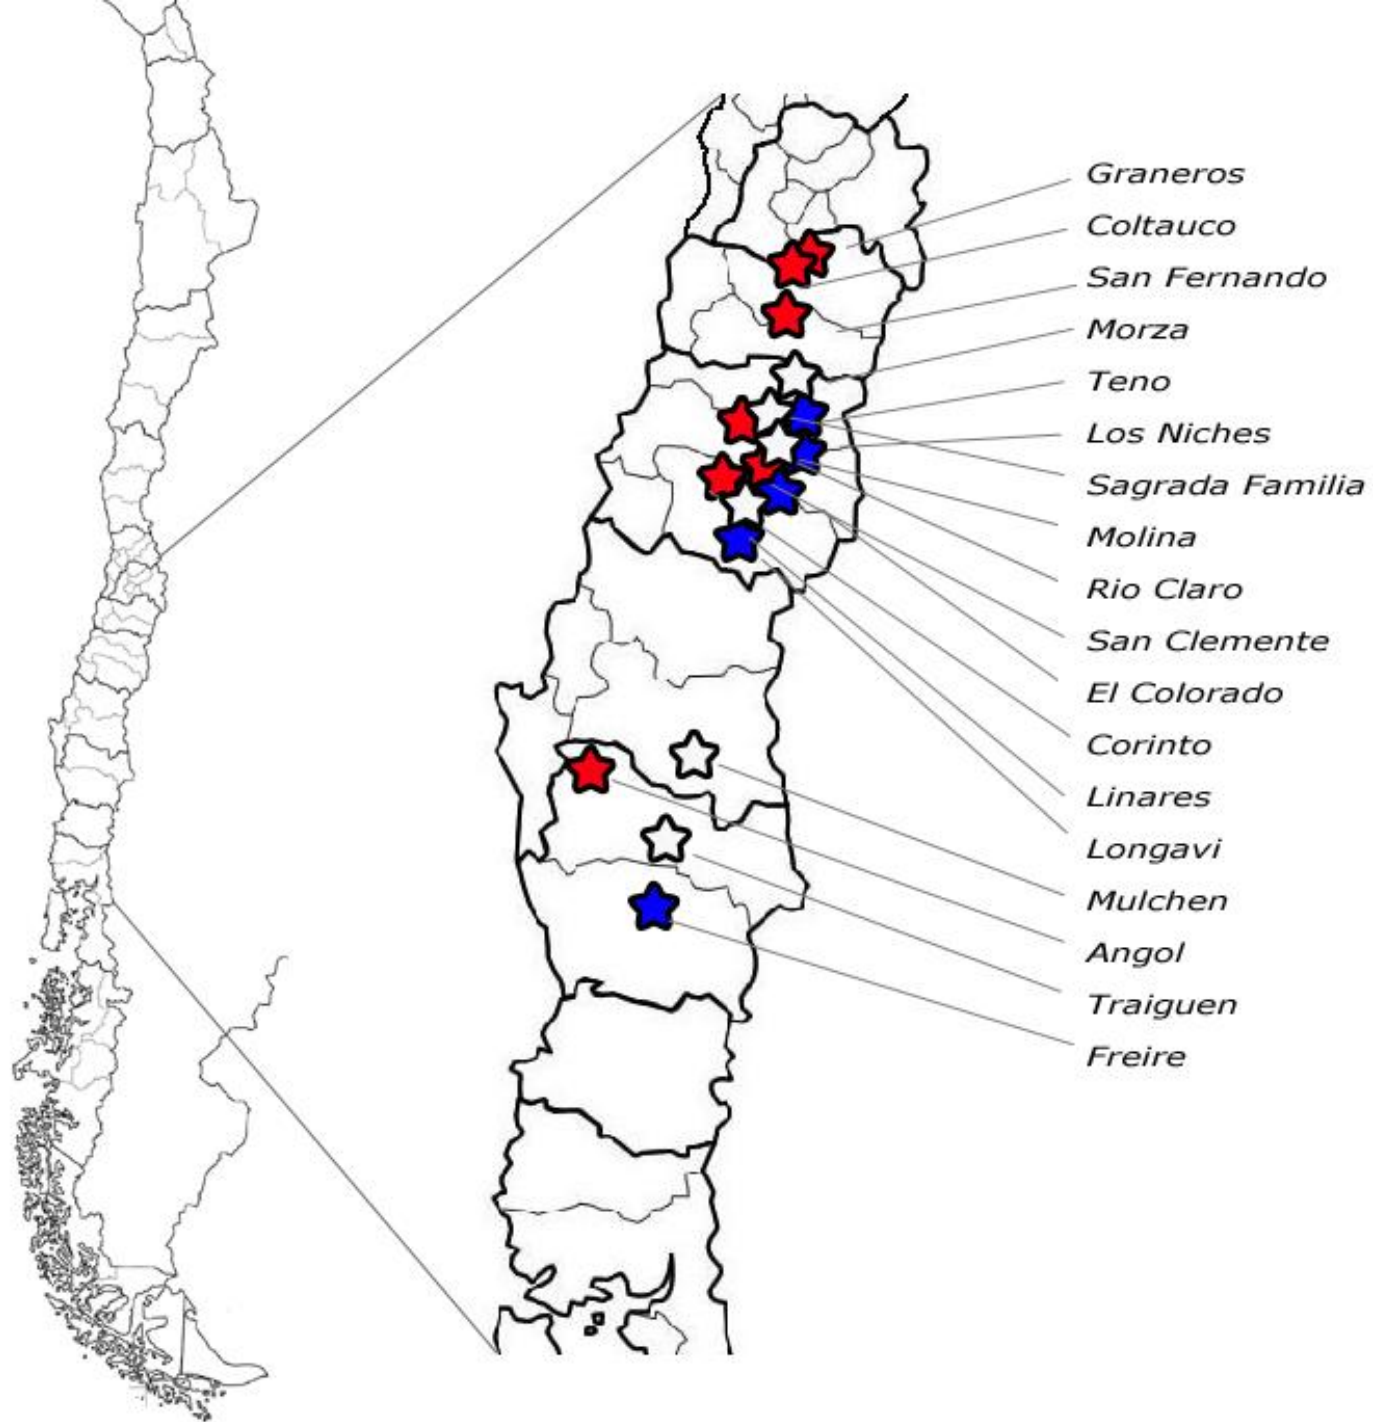 Graneros
Coltauco
San Fernando
Morza
Teno
Los Niches
Sagrada Familia
Molina
Rio Claro
San Clemente
El Colorado
Corinto
Linares
Longavi
Mulchen
Angol
Traiguen
Freire